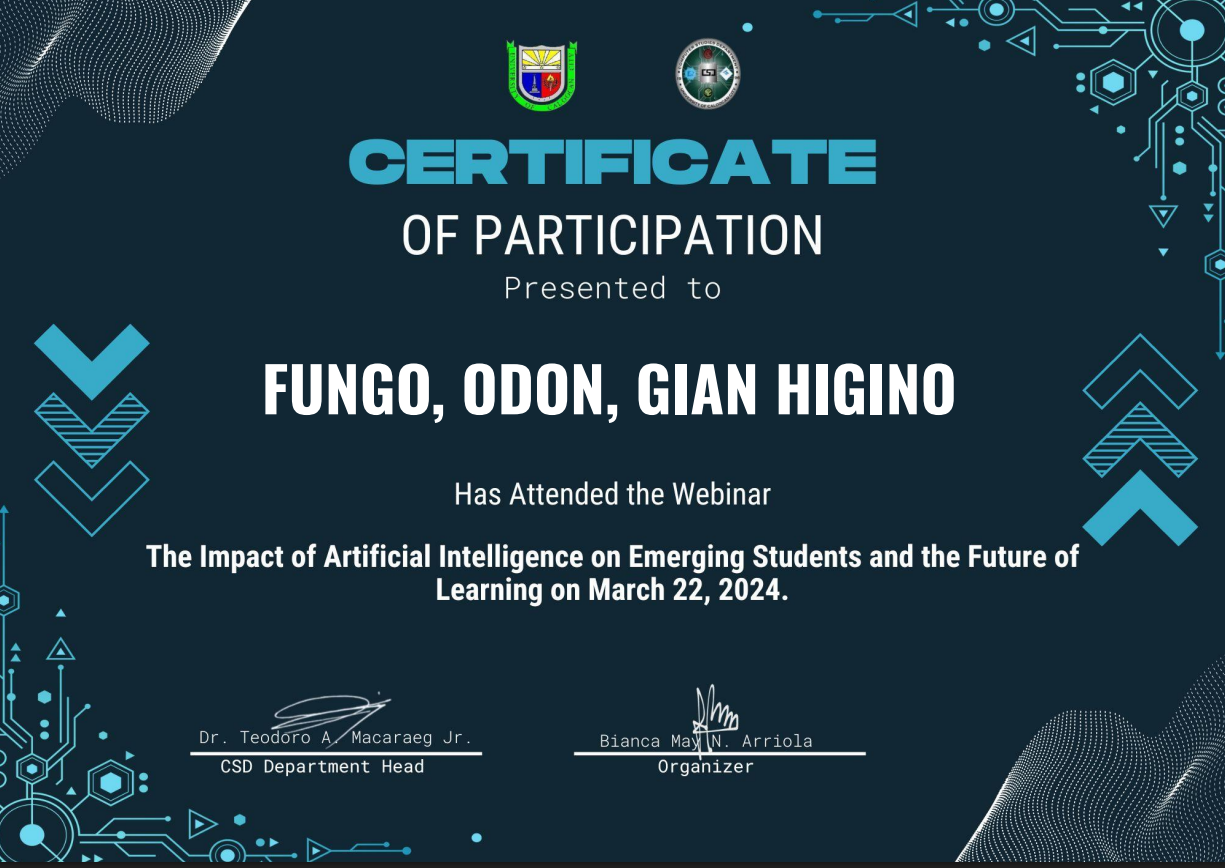 CERTIFICATE
OF PARTICIPATION
Presented to
FUNGO, ODON, GIAN HIGINO
Has Attended the Webinar
The Impact of Artificial Intelligence on Emerging Students and the Future of
Learning on March 22, 2024.
Dr. Teodoro A. Macaraeg Jr.
CSD Department Head
Bianca May N. Arriola
Organizer